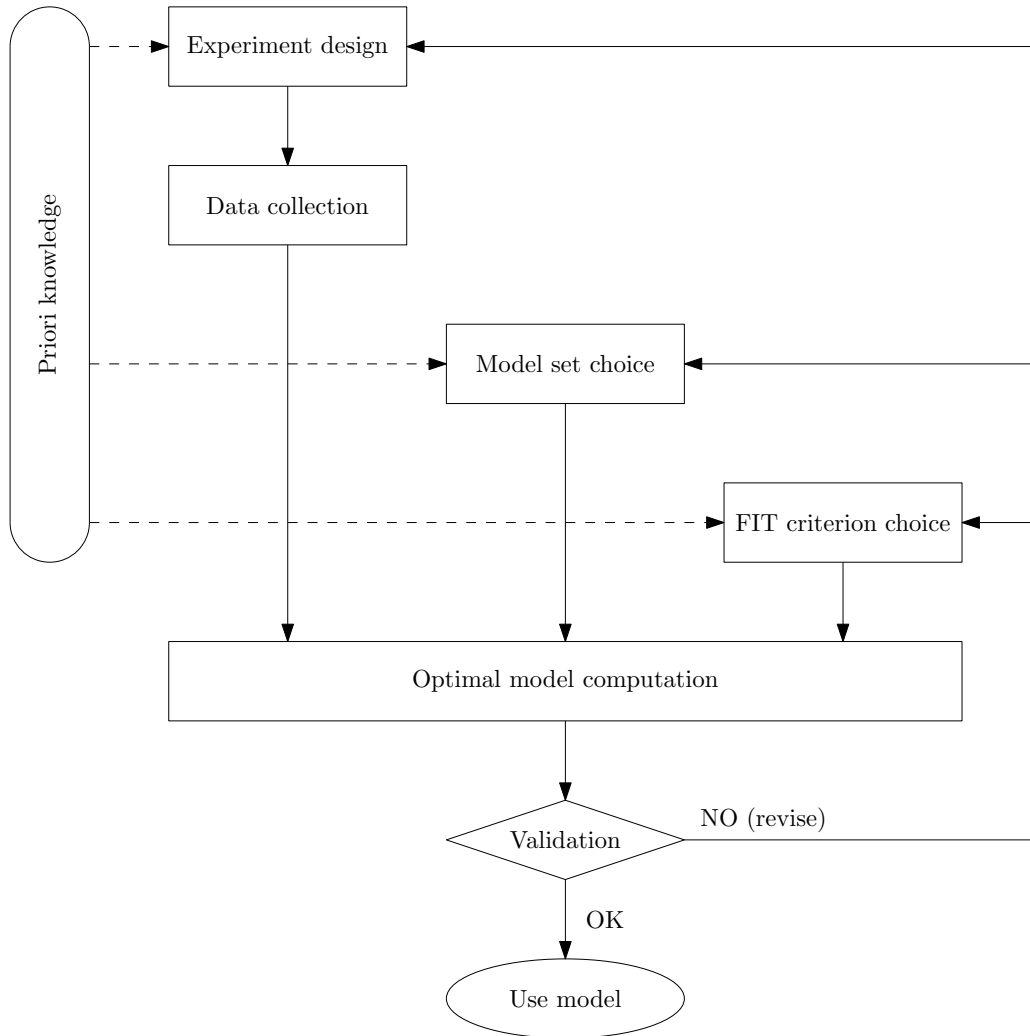 Experiment design
Data collection
Priori knowledge
Model set choice
FIT criterion choice
Optimal model computation
NO (revise)
Validation
OK
Use model